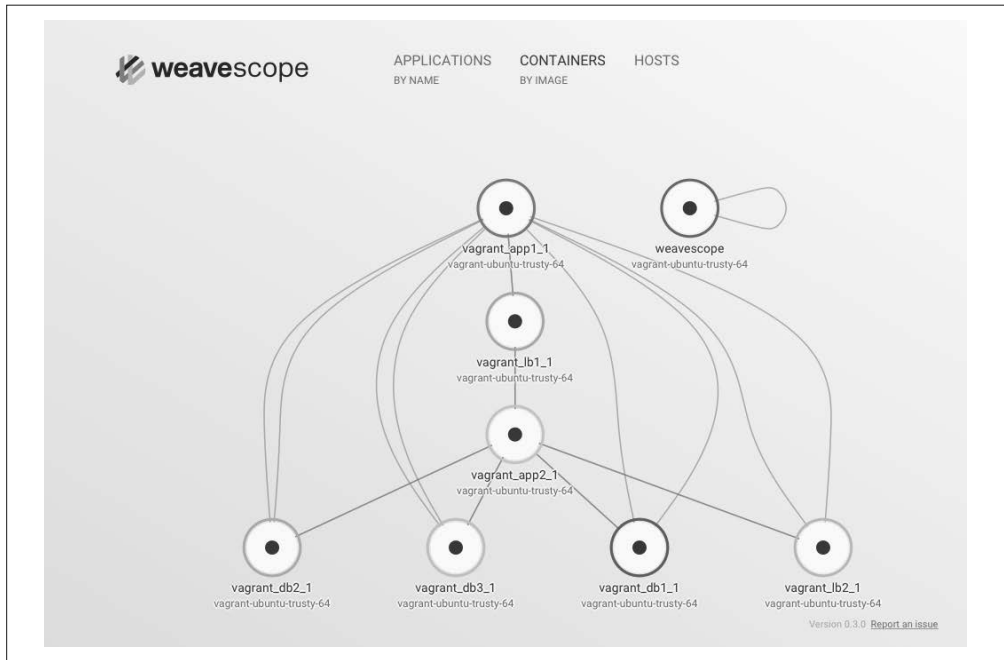 weavescope
APPLICATIONS CONTAINERS HOSTS
BY NAME BY IMAGE
vagrant_app1_1 weavescope
vagrant-ubuntu-trusty-64 vagrant-ubuntu-trusty-64
vagrant_lb1_1
vagrant-ubuntu-trusty-64
vagrant_app2_1
vagrant-ubuntu-trusty-64
vagrant_db2_1 vagrant_db3_1 vagrant_db1_1 vagrant_lb2_1
vagrant-ubuntu-trusty-64 vagrant-ubuntu-trusty-64 vagrant-ubuntu-trusty-64 vagrant-ubuntu-trusty-64
Version 0.3.0 Report an issue